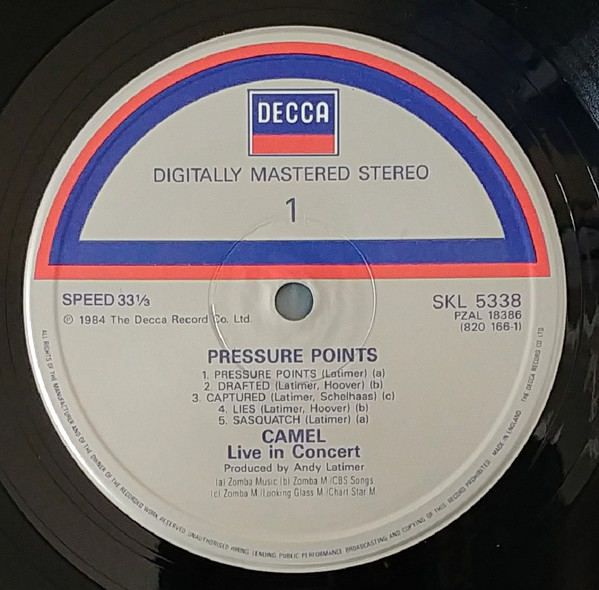 DECCA
DIGITALLY MASTERED STEREO
1
SPEED 33⅓
SKL 5338
℗ 1984 The Decca Record Co. Ltd.
PZAL 18386
(820 166-1)
PRESSURE POINTS
1. PRESSURE POINTS (Latimer) (a)
2. DRAFTED (Latimer, Hoover) (b)
3. CAPTURED (Latimer, Schelhaas) (c)
4. LIES (Latimer, Hoover) (b)
5. SASQUATCH (Latimer) (a)
CAMEL
Live in Concert
Produced by Andy Latimer
(a) Zomba Music (b) Zomba M./CBS Songs
(c) Zomba M./Looking Glass M./Chart Star M.
ALL RIGHTS OF THE MANUFACTURER AND OF THE OWNER OF THE RECORDED WORK RESERVED UNAUTHORISED HIRING LENDING PUBLIC PERFORMANCE BROADCASTING AND COPYING OF THIS RECORD PROHIBITED MADE IN ENGLAND THE DECCA RECORD CO LTD